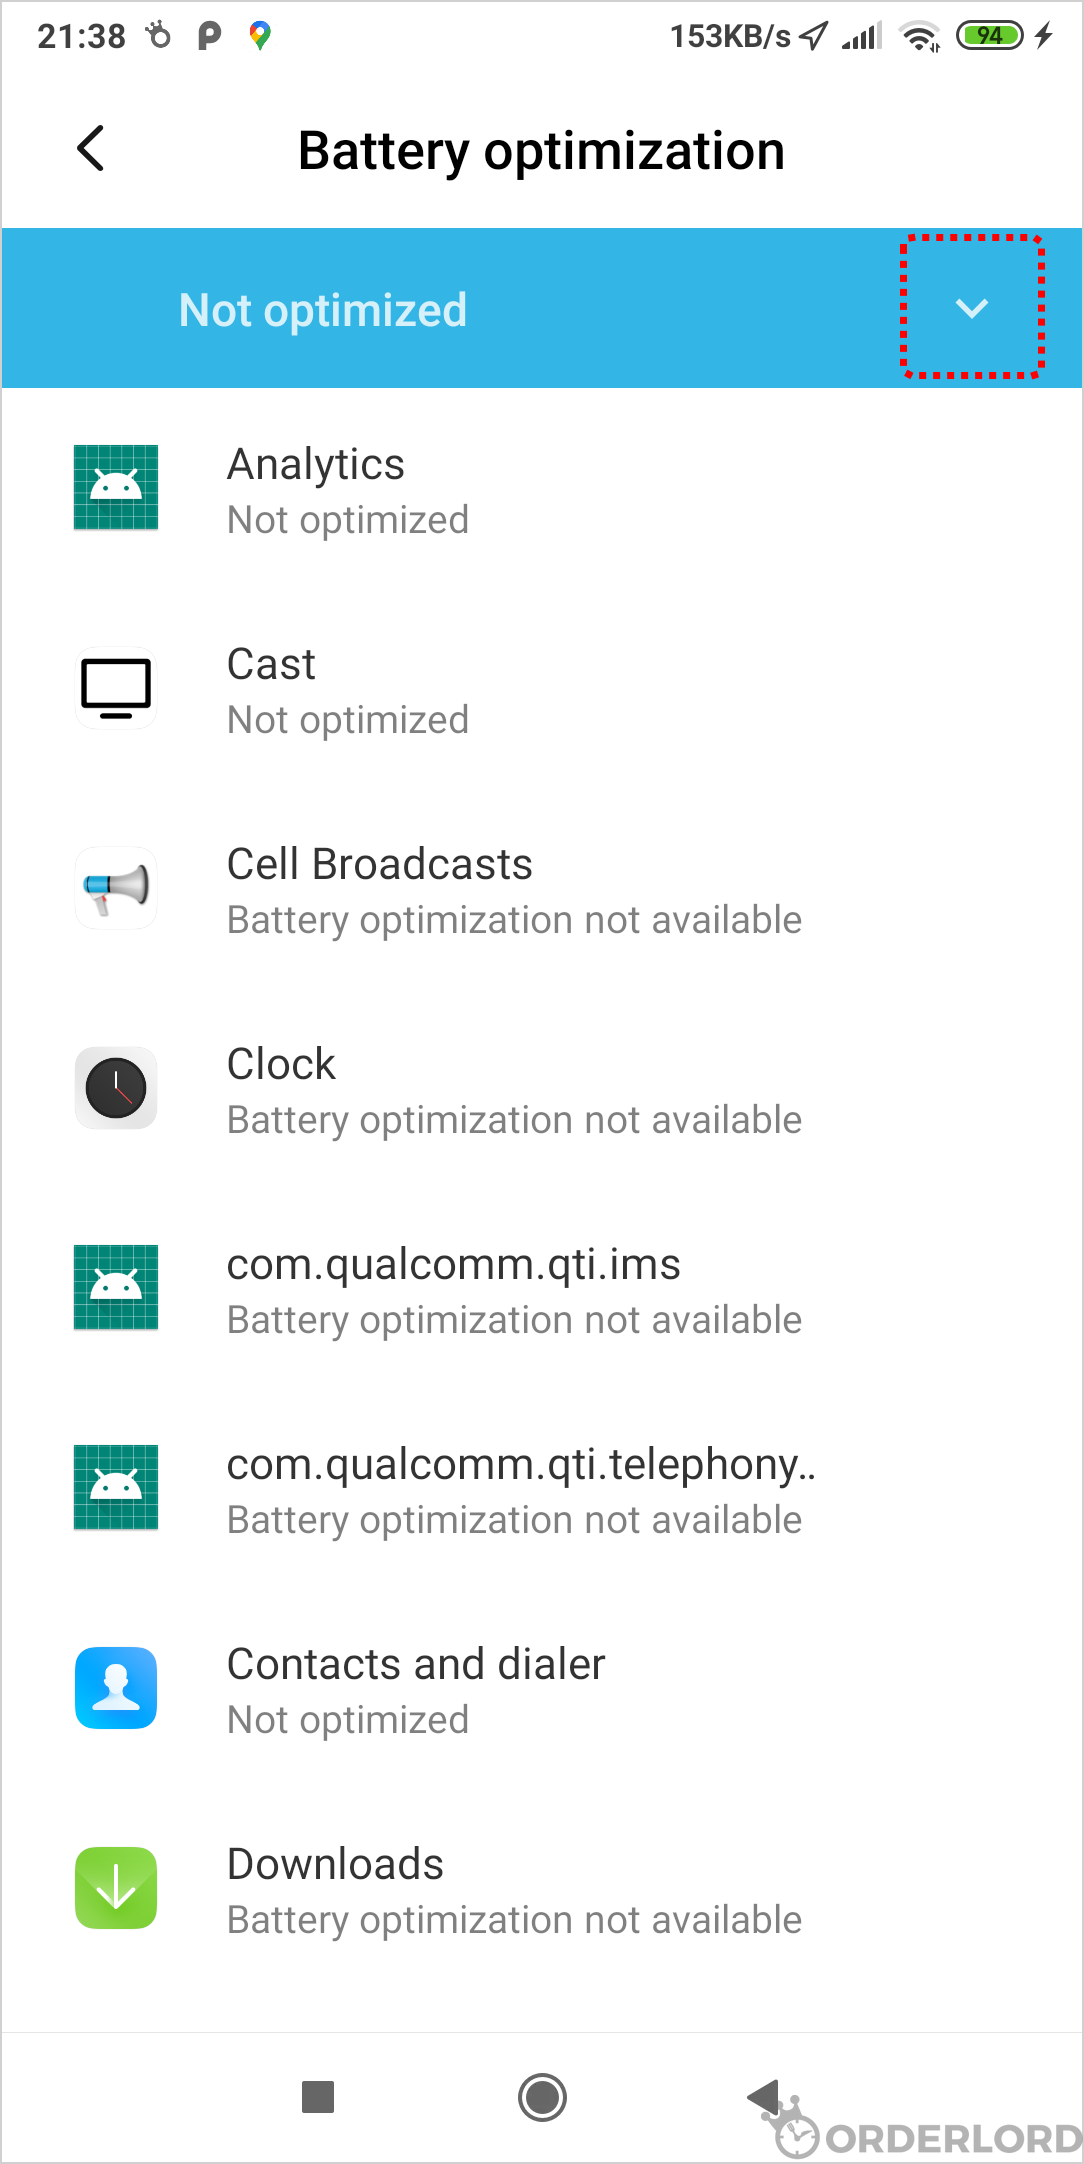 21:38 153KB/s 94
Battery optimization
Not optimized
Analytics
Not optimized
Cast
Not optimized
Cell Broadcasts
Battery optimization not available
Clock
Battery optimization not available
com.qualcomm.qti.ims
Battery optimization not available
com.qualcomm.qti.telephony..
Battery optimization not available
Contacts and dialer
Not optimized
Downloads
Battery optimization not available
ORDERLORD